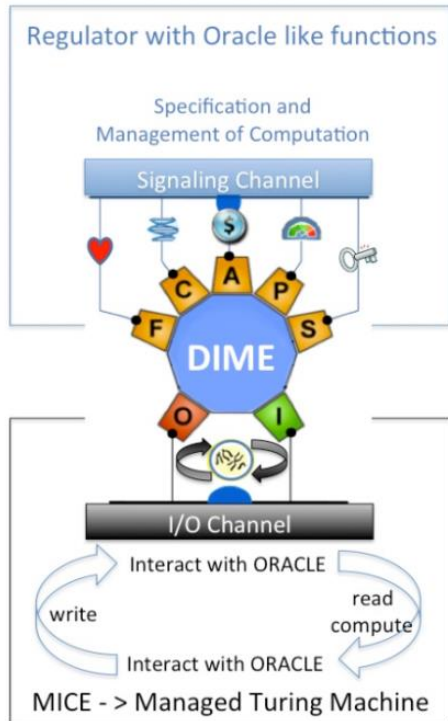 Regulator with Oracle like functions
Specification and
Management of Computation
Signaling Channel
$
F
C
A
P
S
DIME
O
I
I/O Channel
Interact with ORACLE
write
read
compute
Interact with ORACLE
MICE - > Managed Turing Machine